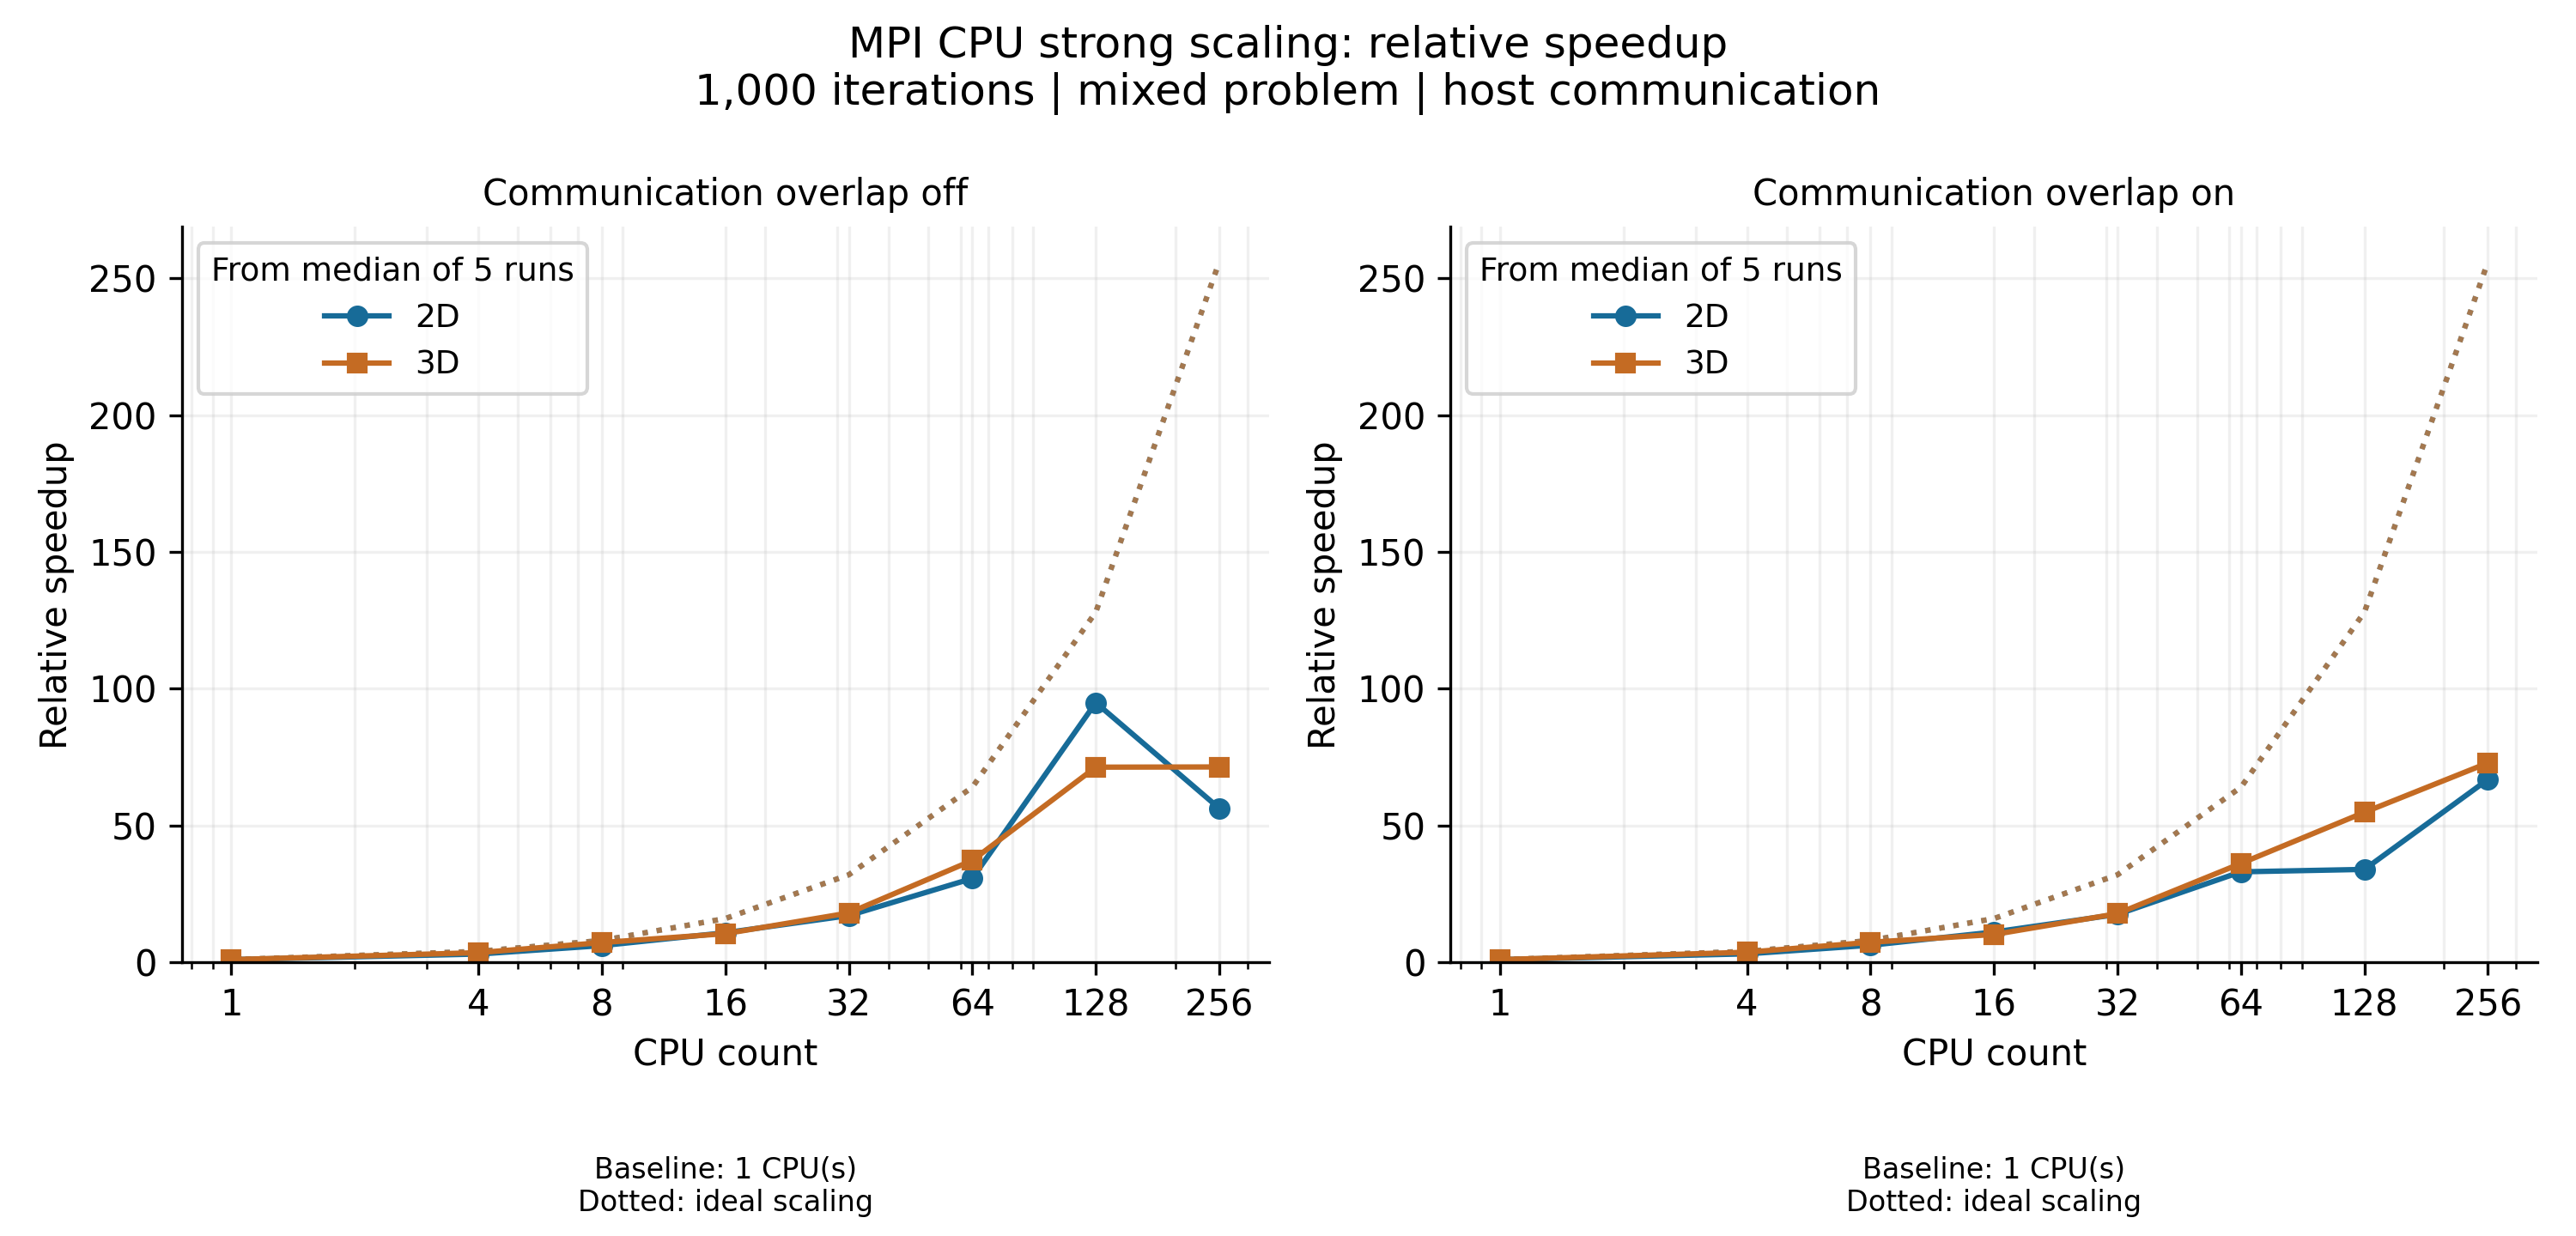 MPI CPU strong scaling: relative speedup
1,000 iterations | mixed problem | host communication
Communication overlap off
From median of 5 runs
2D
3D
250
200
150
100
50
0
Relative speedup
1 4 8 16 32 64 128 256
CPU count
Baseline: 1 CPU(s)
Dotted: ideal scaling
Communication overlap on
From median of 5 runs
2D
3D
250
200
150
100
50
0
Relative speedup
1 4 8 16 32 64 128 256
CPU count
Baseline: 1 CPU(s)
Dotted: ideal scaling